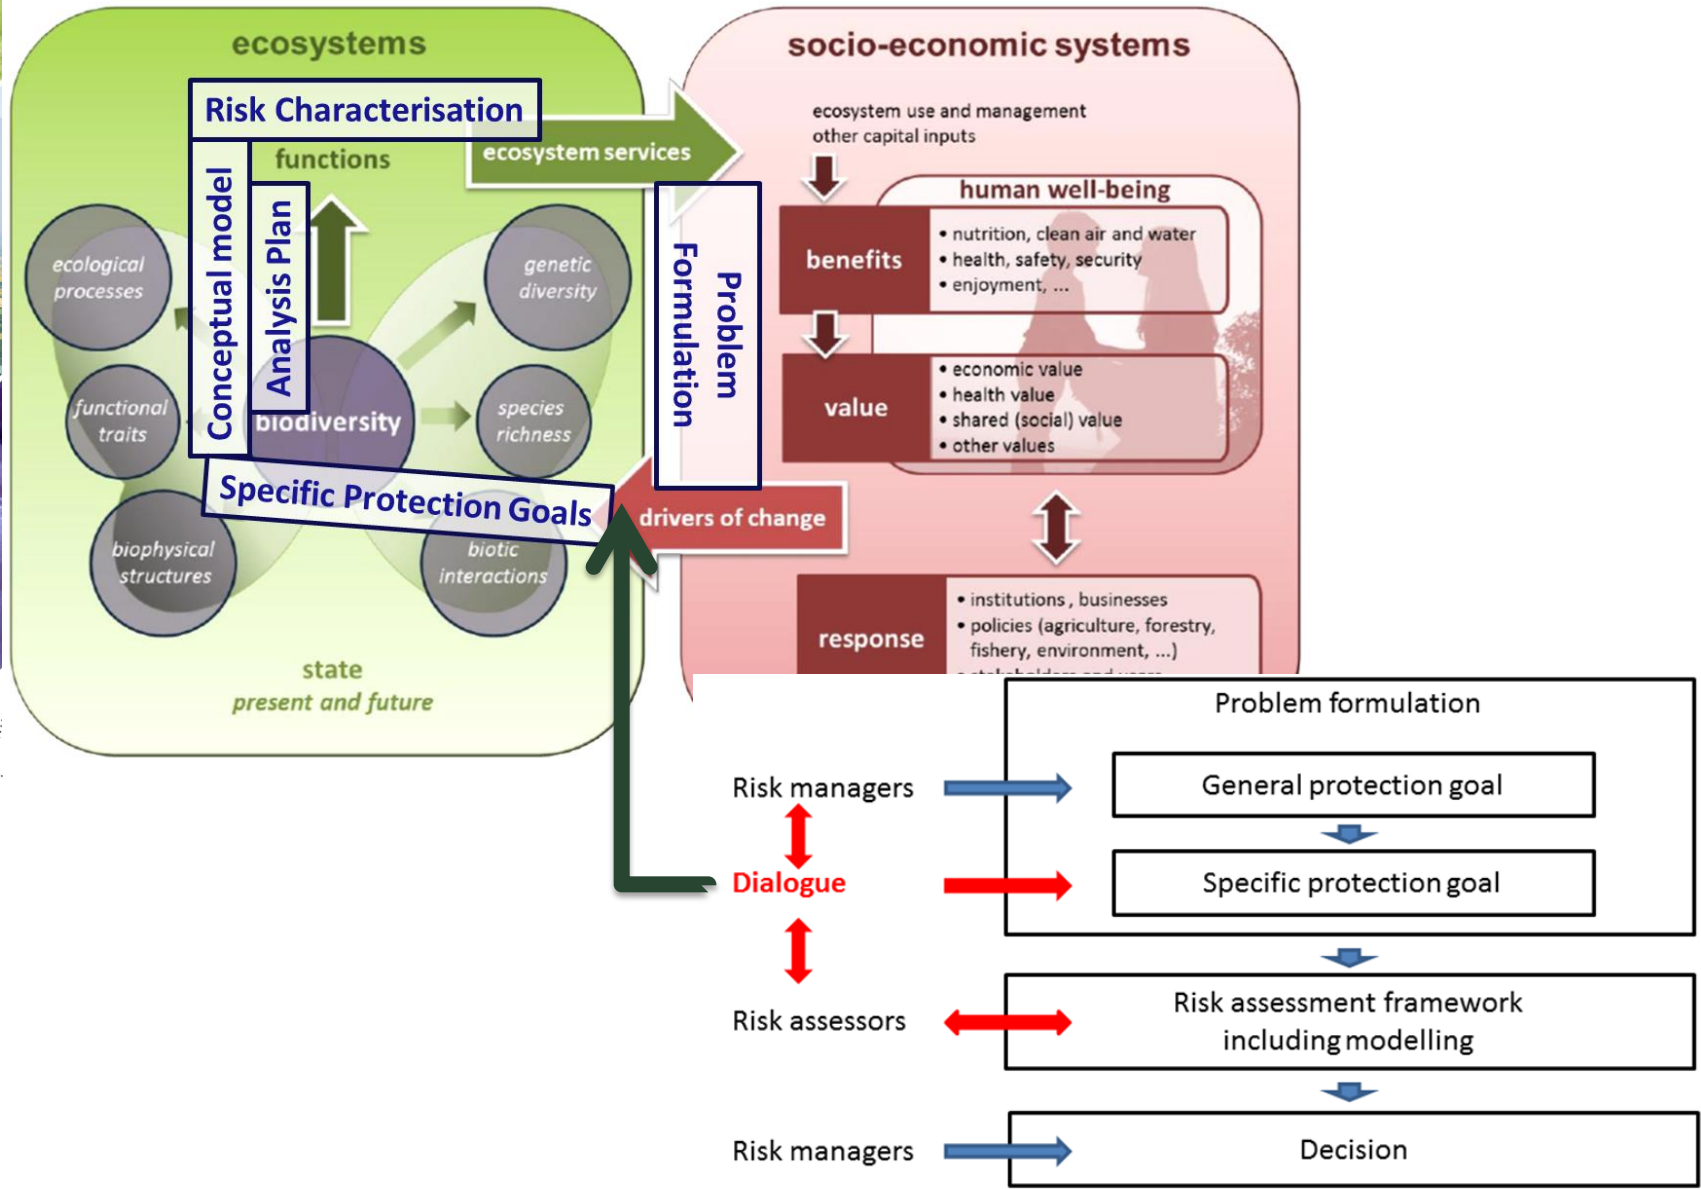 ecosystems
Risk Characterisation
functions
ecosystem services
Conceptual model
Analysis Plan
Problem
Formulation
ecological
processes
genetic
diversity
functional
traits
biodiversity
species
richness
Specific Protection Goals
biophysical
structures
biotic
interactions
state
present and future
drivers of change
socio-economic systems
ecosystem use and management
other capital inputs
human well-being
benefits
• nutrition, clean air and water
• health, safety, security
• enjoyment, ...
value
• economic value
• health value
• shared (social) value
• other values
response
• institutions , businesses
• policies (agriculture, forestry,
fishery, environment, ...)
Problem formulation
Risk managers
General protection goal
Dialogue
Specific protection goal
Risk assessors
Risk assessment framework
including modelling
Risk managers
Decision